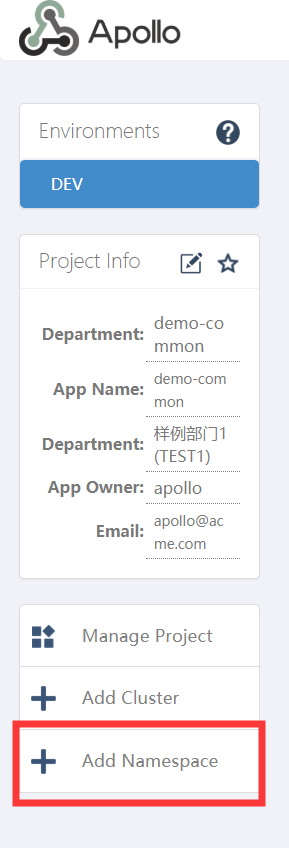 Apollo
Environments
DEV
Project Info
Department: demo-co
mmon
App Name: demo-com
mon
Department: 样例部门1
(TEST1)
App Owner: apollo
Email: apollo@ac
me.com
Manage Project
Add Cluster
Add Namespace